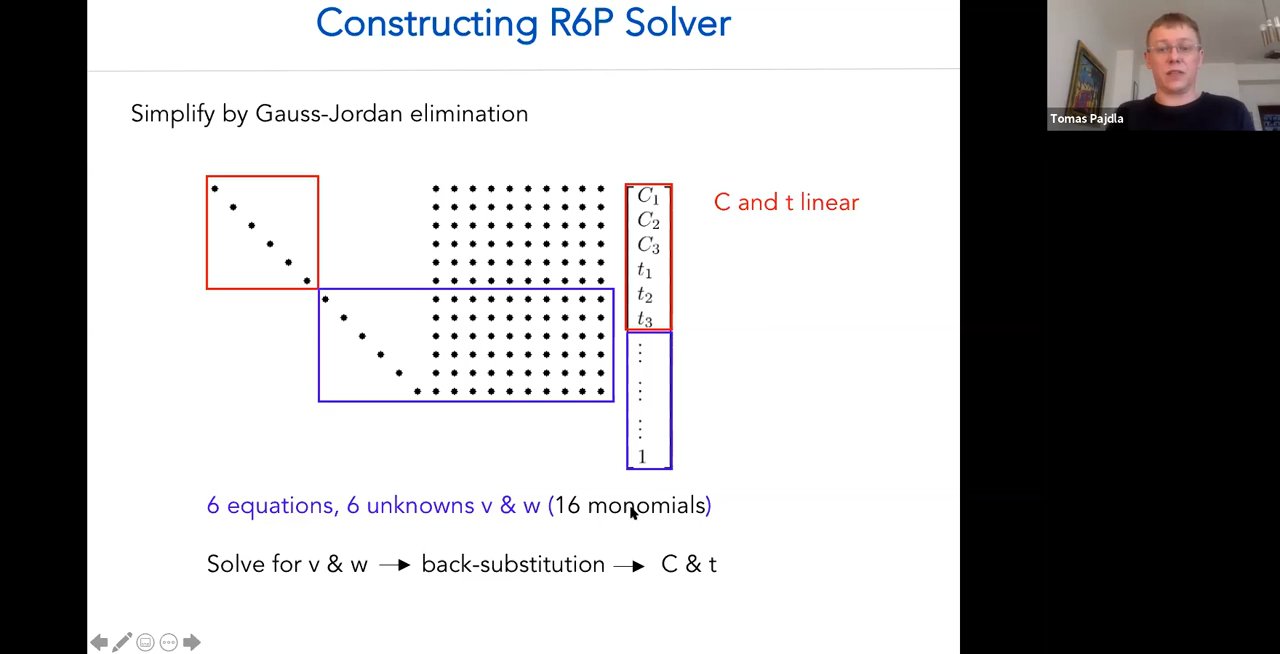 Constructing R6P Solver
Tomas Pajdla
Simplify by Gauss-Jordan elimination
C₁
C₂
C₃
t₁
t₂
t₃
⋮
⋮
⋮
1
C and t linear
6 equations, 6 unknowns v & w (16 monomials)
Solve for v & w → back-substitution → C & t